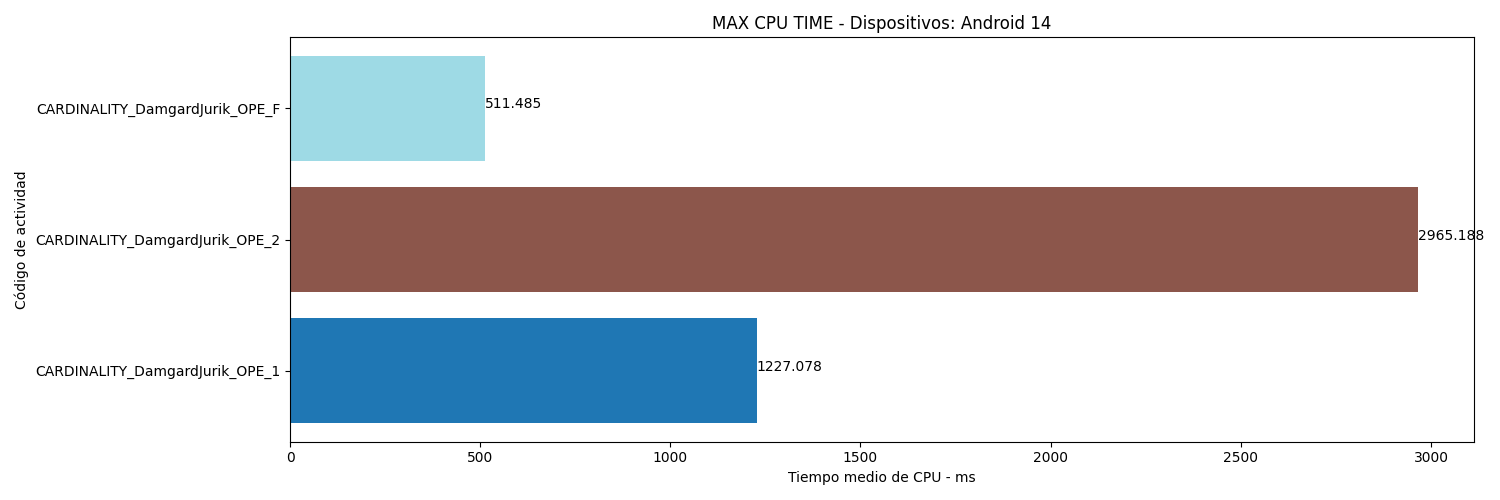 MAX CPU TIME - Dispositivos: Android 14
Código de actividad
CARDINALITY_DamgardJurik_OPE_F
511.485
CARDINALITY_DamgardJurik_OPE_2
2965.188
CARDINALITY_DamgardJurik_OPE_1
1227.078
0 500 1000 1500 2000 2500 3000
Tiempo medio de CPU - ms